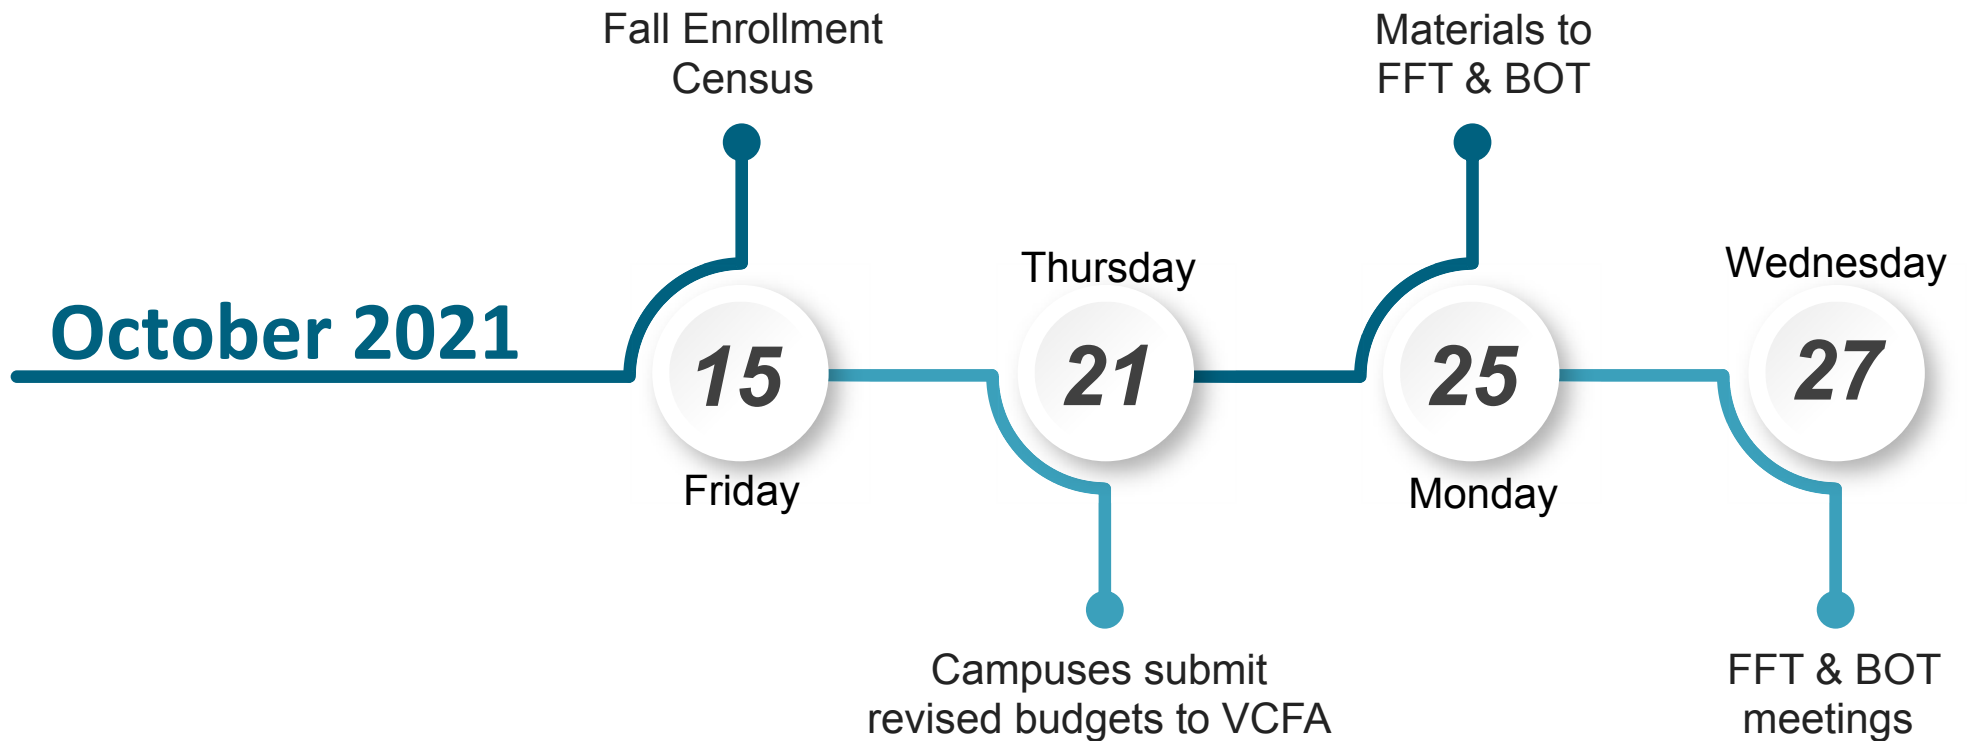 Fall Enrollment
Census
Materials to
FFT & BOT
Thursday
Wednesday
October 2021
15
21
25
27
Friday
Monday
Campuses submit
revised budgets to VCFA
FFT & BOT
meetings